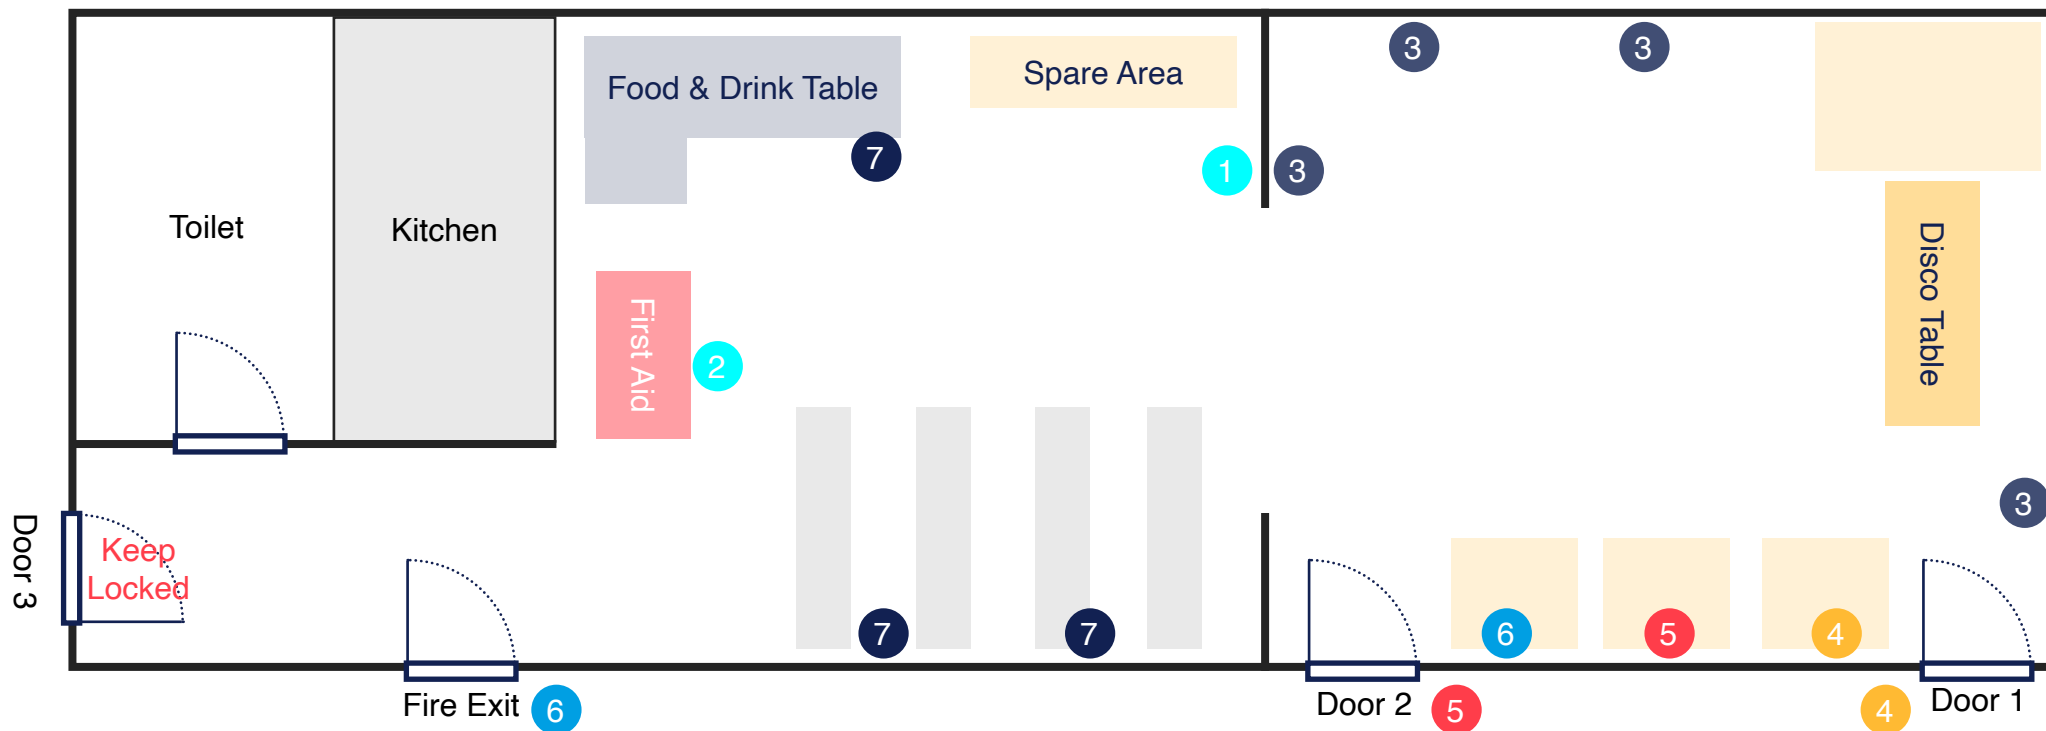 3
3
Food & Drink Table
Spare Area
7
1
3
Toilet
Kitchen
Disco Table
First Aid
2
3
Door 3
Keep
Locked
7
7
6
5
4
Fire Exit
6
Door 2
5
4
Door 1